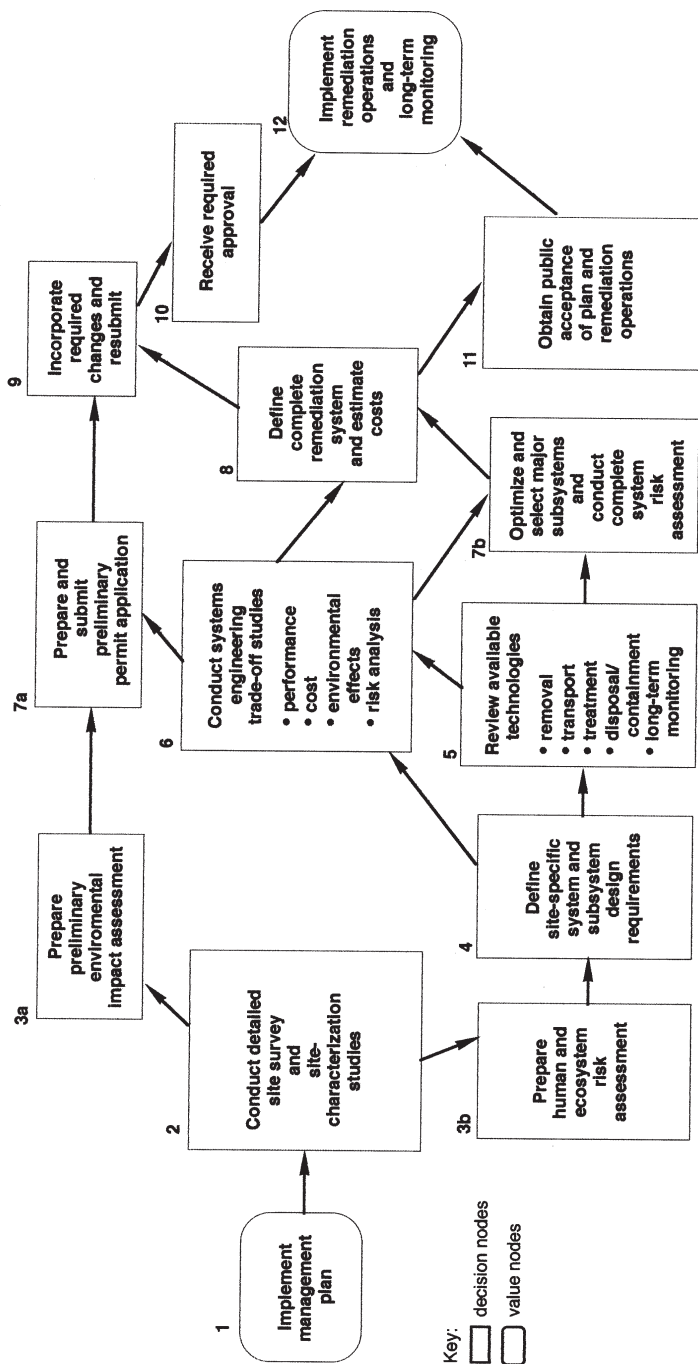 1
Implement
management
plan
2
Conduct detailed
site survey
and
site-
characterization
studies
3a
Prepare
preliminary
enviromental
impact assessment
3b
Prepare
human and
ecosystem
risk
assessment
4
Define
site-specific
system and
subsystem
design
requirements
5
Review available
technologies
• removal
• transport
• treatment
• disposal/
containment
• long-term
monitoring
6
Conduct systems
engineering
trade-off studies
• performance
• cost
• environmental
effects
• risk analysis
7a
Prepare and
submit
preliminary
permit application
7b
Optimize and
select major
subsystems
and
conduct
complete
system
risk
assessment
8
Define
complete
remediation
system
and estimate
costs
9
Incorporate
required
changes and
resubmit
10
Receive required
approval
11
Obtain public
acceptance
of plan and
remediation
operations
12
Implement
remediation
operations
and
long-term
monitoring
Key:
decision nodes
value nodes